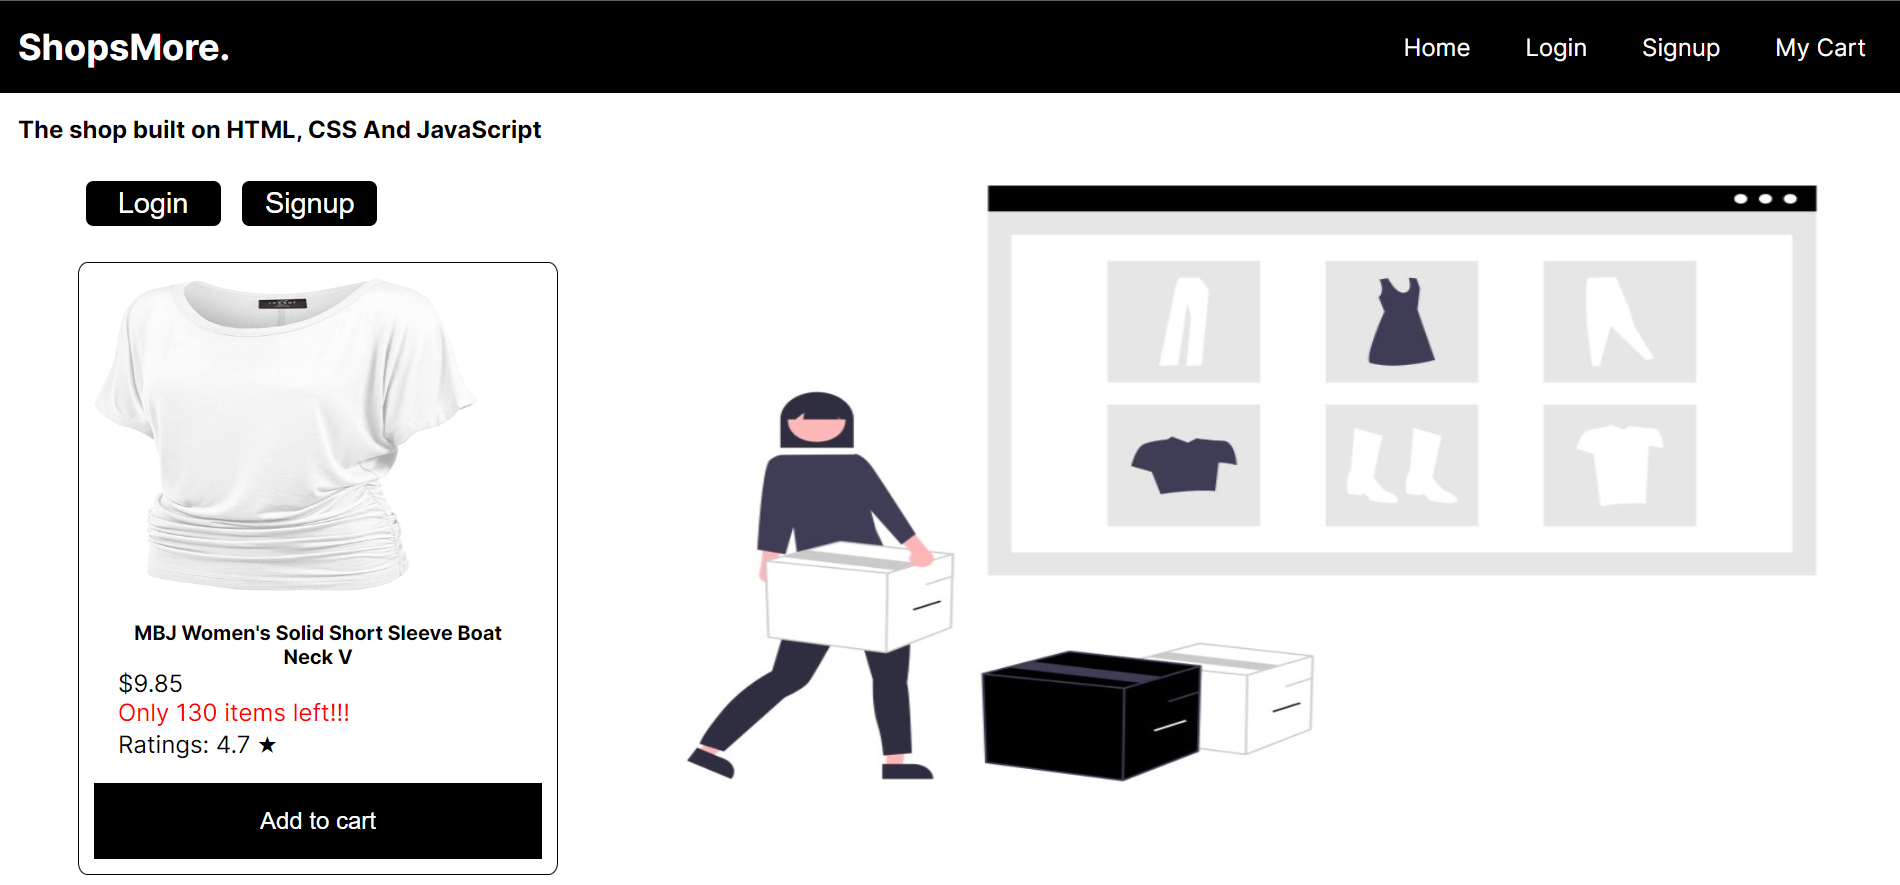 ShopsMore.
Home Login Signup My Cart
The shop built on HTML, CSS And JavaScript
Login Signup
MBJ Women's Solid Short Sleeve Boat
Neck V
$9.85
Only 130 items left!!!
Ratings: 4.7 ★
Add to cart